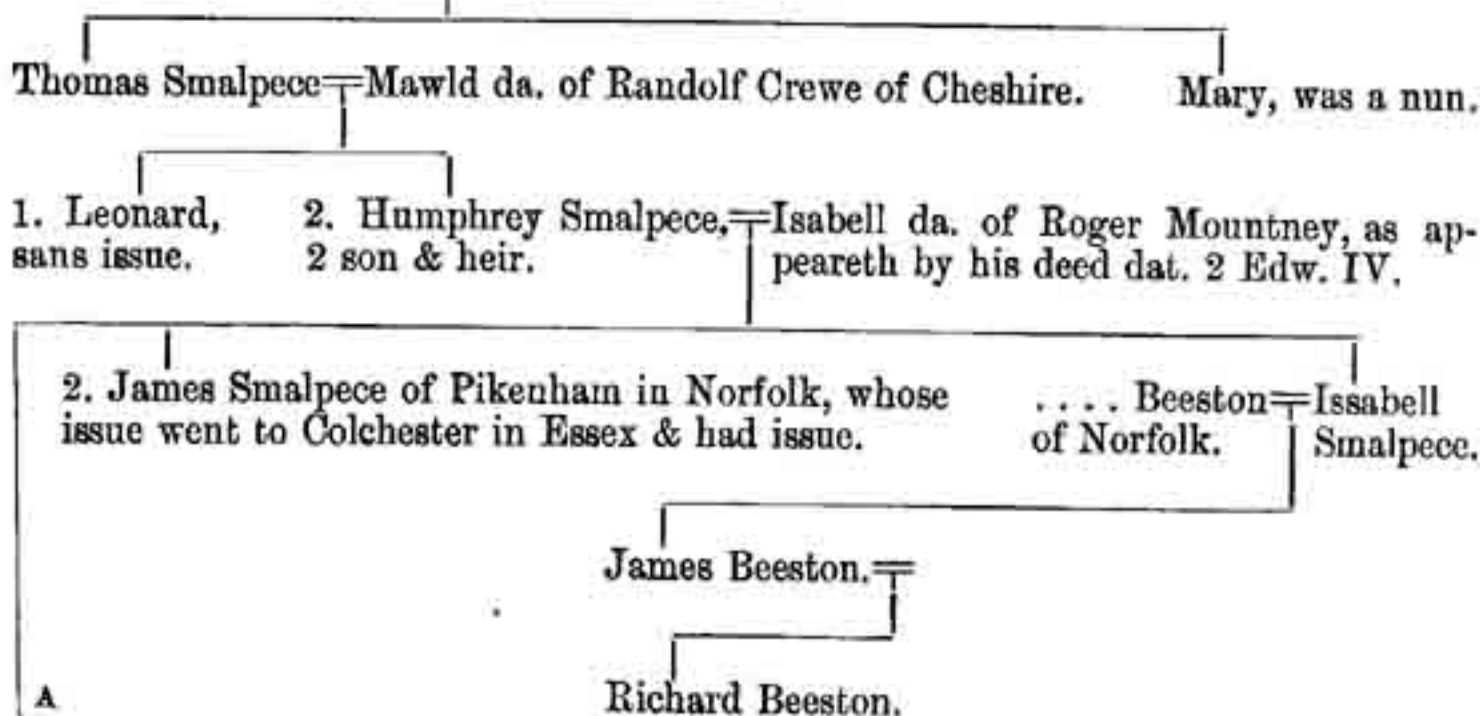 Thomas Smalpece=Mawld da. of Randolf Crewe of Cheshire. Mary, was a nun.
1. Leonard, sans issue.
2. Humphrey Smalpece, 2 son & heir.=Isabell da. of Roger Mountney, as ap-
peareth by his deed dat. 2 Edw. IV.
2. James Smalpece of Pikenham in Norfolk, whose
issue went to Colchester in Essex & had issue.
.... Beeston=Issabell
of Norfolk. Smalpece.
James Beeston.=
A
Richard Beeston.